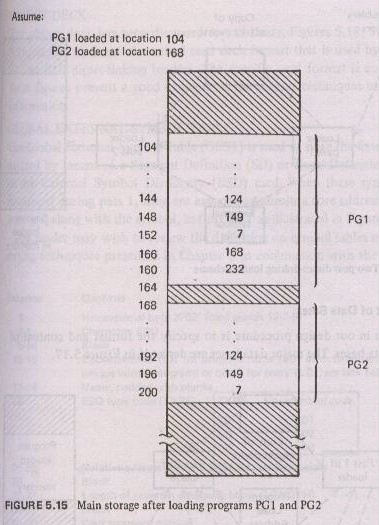 Assume:
PG1 loaded at location 104
PG2 loaded at location 168
104
144 124
148 149
152 7
166 168
160 232
164
168
PG1
192 124
196 149
200 7
PG2
FIGURE 5.15 Main storage after loading programs PG1 and PG2